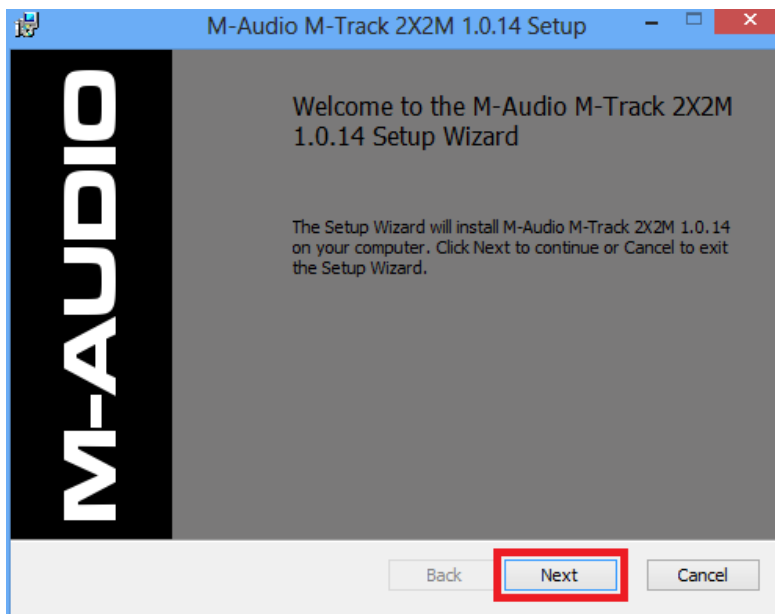 M-Audio M-Track 2X2M 1.0.14 Setup
M-AUDIO
Welcome to the M-Audio M-Track 2X2M
1.0.14 Setup Wizard
The Setup Wizard will install M-Audio M-Track 2X2M 1.0.14
on your computer. Click Next to continue or Cancel to exit
the Setup Wizard.
Back
Next
Cancel